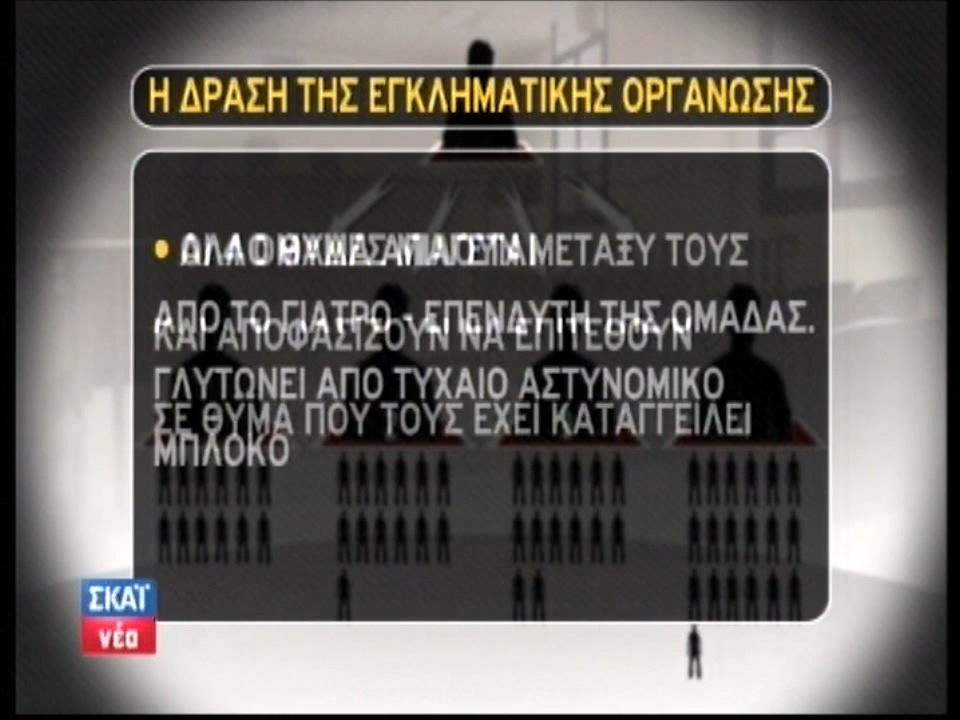 Η ΔΡΑΣΗ ΤΗΣ ΕΓΚΛΗΜΑΤΙΚΗΣ ΟΡΓΑΝΩΣΗΣ
• ΜΕΤΑΞΥ ΤΟΥΣ
ΑΠΟ ΤΟ ΓΙΑΤΡΟ - ΕΠΕΝΔΥΤΗ ΤΗΣ ΟΜΑΔΑΣ.
ΚΑΙ ΑΠΟΦΑΣΙΖΟΥΝ ΝΑ ΕΠΙΤΕΘΟΥΝ
ΓΛΥΤΩΝΕΙ ΑΠΟ ΤΥΧΑΙΟ ΑΣΤΥΝΟΜΙΚΟ
ΣΕ ΘΥΜΑ ΠΟΥ ΤΟΥΣ ΕΧΕΙ ΚΑΤΑΓΓΕΙΛΕΙ
ΜΠΛΟΚΟ
ΣΚΑΪ
νέα